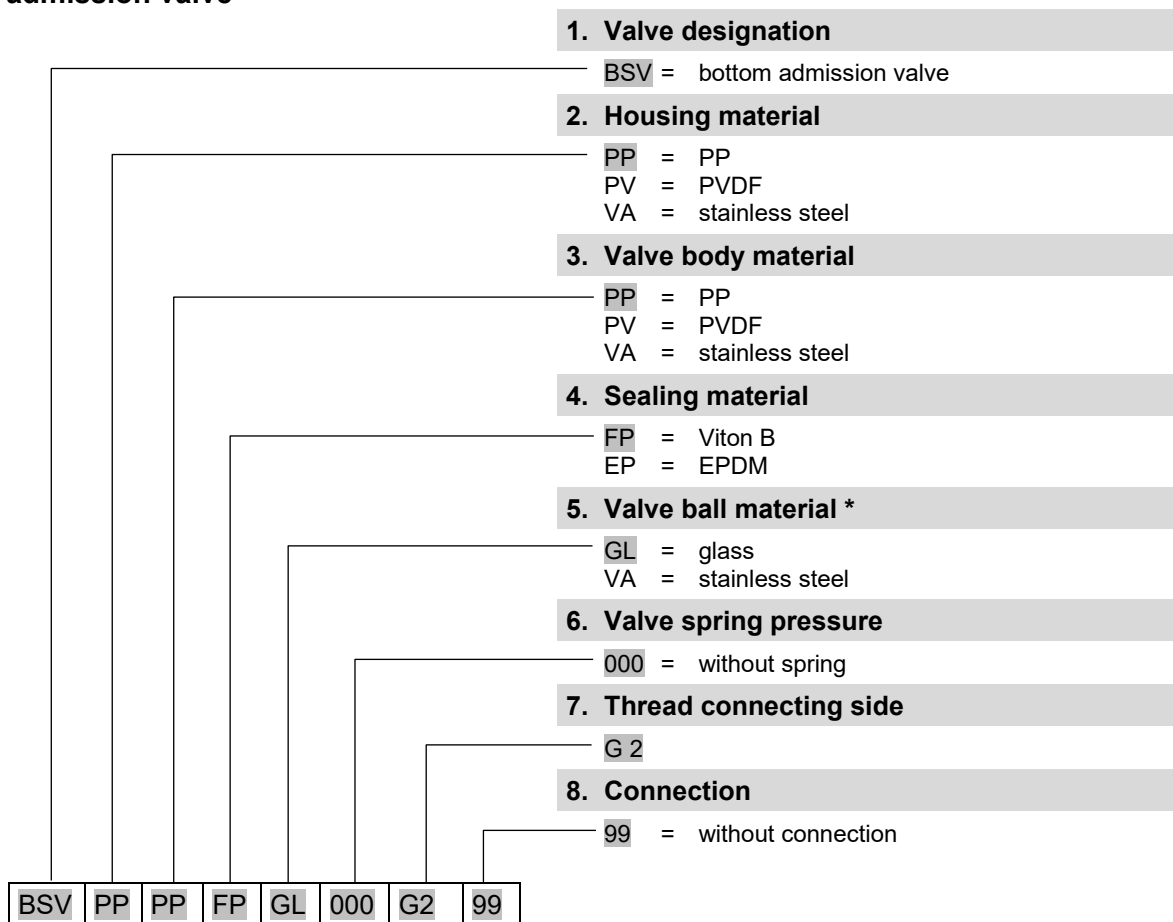 admission valve
1. Valve designation
BSV = bottom admission valve
2. Housing material
PP = PP
PV = PVDF
VA = stainless steel
3. Valve body material
PP = PP
PV = PVDF
VA = stainless steel
4. Sealing material
FP = Viton B
EP = EPDM
5. Valve ball material *
GL = glass
VA = stainless steel
6. Valve spring pressure
000 = without spring
7. Thread connecting side
G 2
8. Connection
99 = without connection
BSV PP PP FP GL 000 G2 99